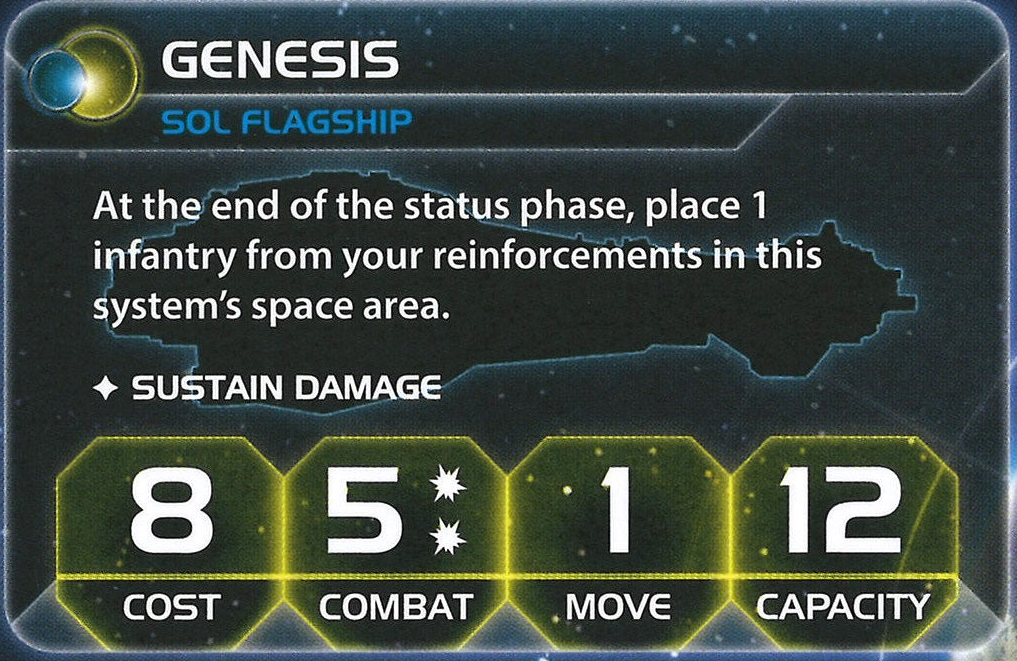 GENESIS
SOL FLAGSHIP
At the end of the status phase, place 1
infantry from your reinforcements in this
system's space area.
SUSTAIN DAMAGE
8 5 1 12
COST COMBAT MOVE CAPACITY